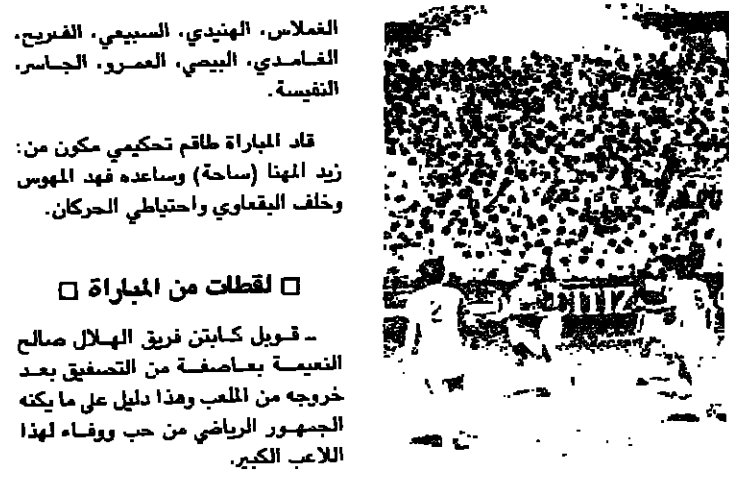 الغملاس، الهنيدي، السبيعي، الفريح،
الغامدي، البيصي، العمرو، الجاسر،
النفيسة.
قاد المباراة طاقم تحكيمي مكون من:
زيد المهنا (ساحة) وساعده فهد المهوس
وخلف البقعاوي واحتياطي الحركان.
□ لقطات من المباراة □
ـ قوبل كابتن فريق الهلال صالح
النعيمة بعاصفة من التصفيق بعد
خروجه من الملعب وهذا دليل على ما يكنه
الجمهور الرياضي من حب ووفاء لهذا
اللاعب الكبير.